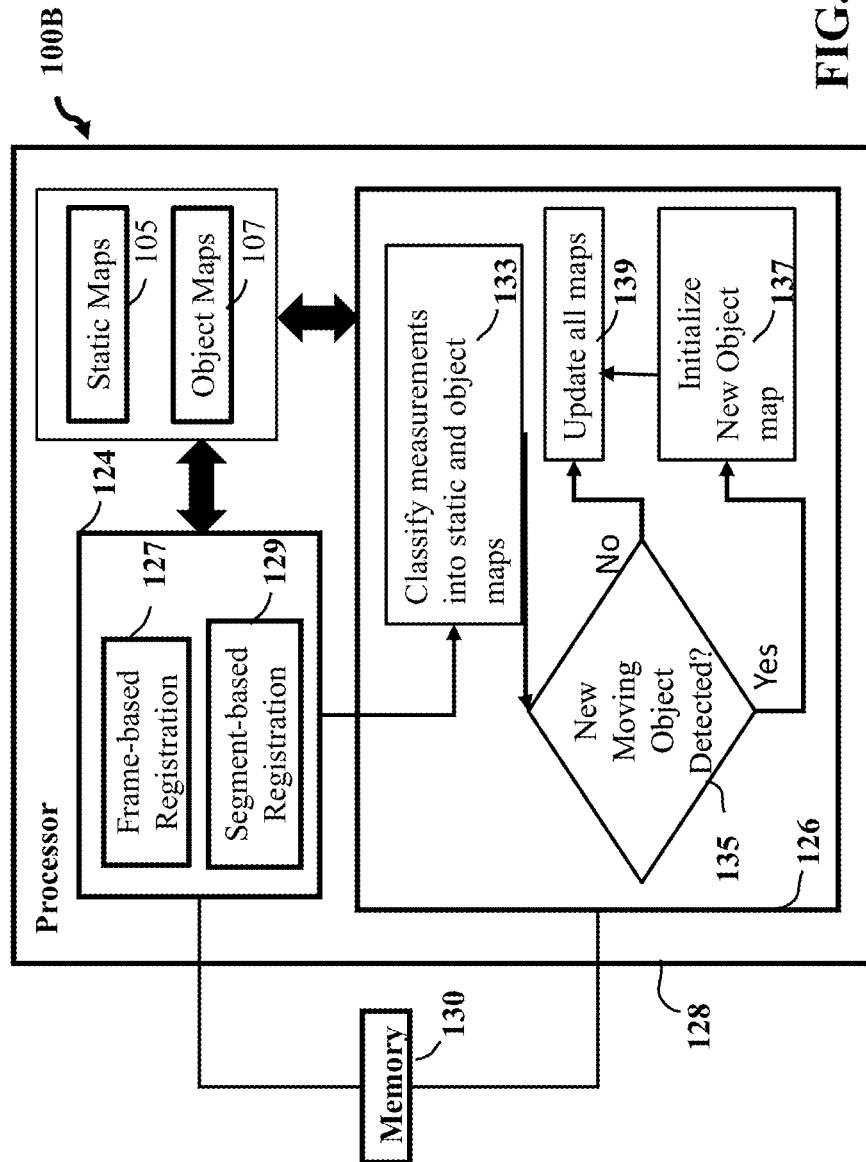 100B
Processor
124
Frame-based
Registration
127
Segment-based
Registration
129
Static Maps
105
Object Maps
107
Classify measurements
into static and object
maps
133
New
Moving
Object
Detected?
135
No
Yes
Update all maps
139
Initialize
New Object
map
137
126
128
Memory
130
FIG.